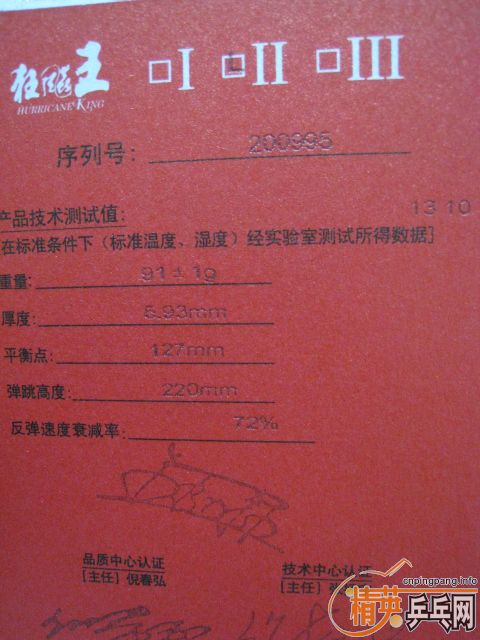 狂飚王 □I □II □III
HURRICANE KING
序列号: 200995
产品技术测试值: 13 10
[在标准条件下（标准温度、湿度）经实验室测试所得数据]
重量: 91±1g
厚度: 5.93mm
平衡点: 127mm
弹跳高度: 220mm
反弹速度衰减率: 72%
品质中心认证 技术中心认证
[主任] 倪春弘 [主任]
cnpingpang.info
精英乒乓网